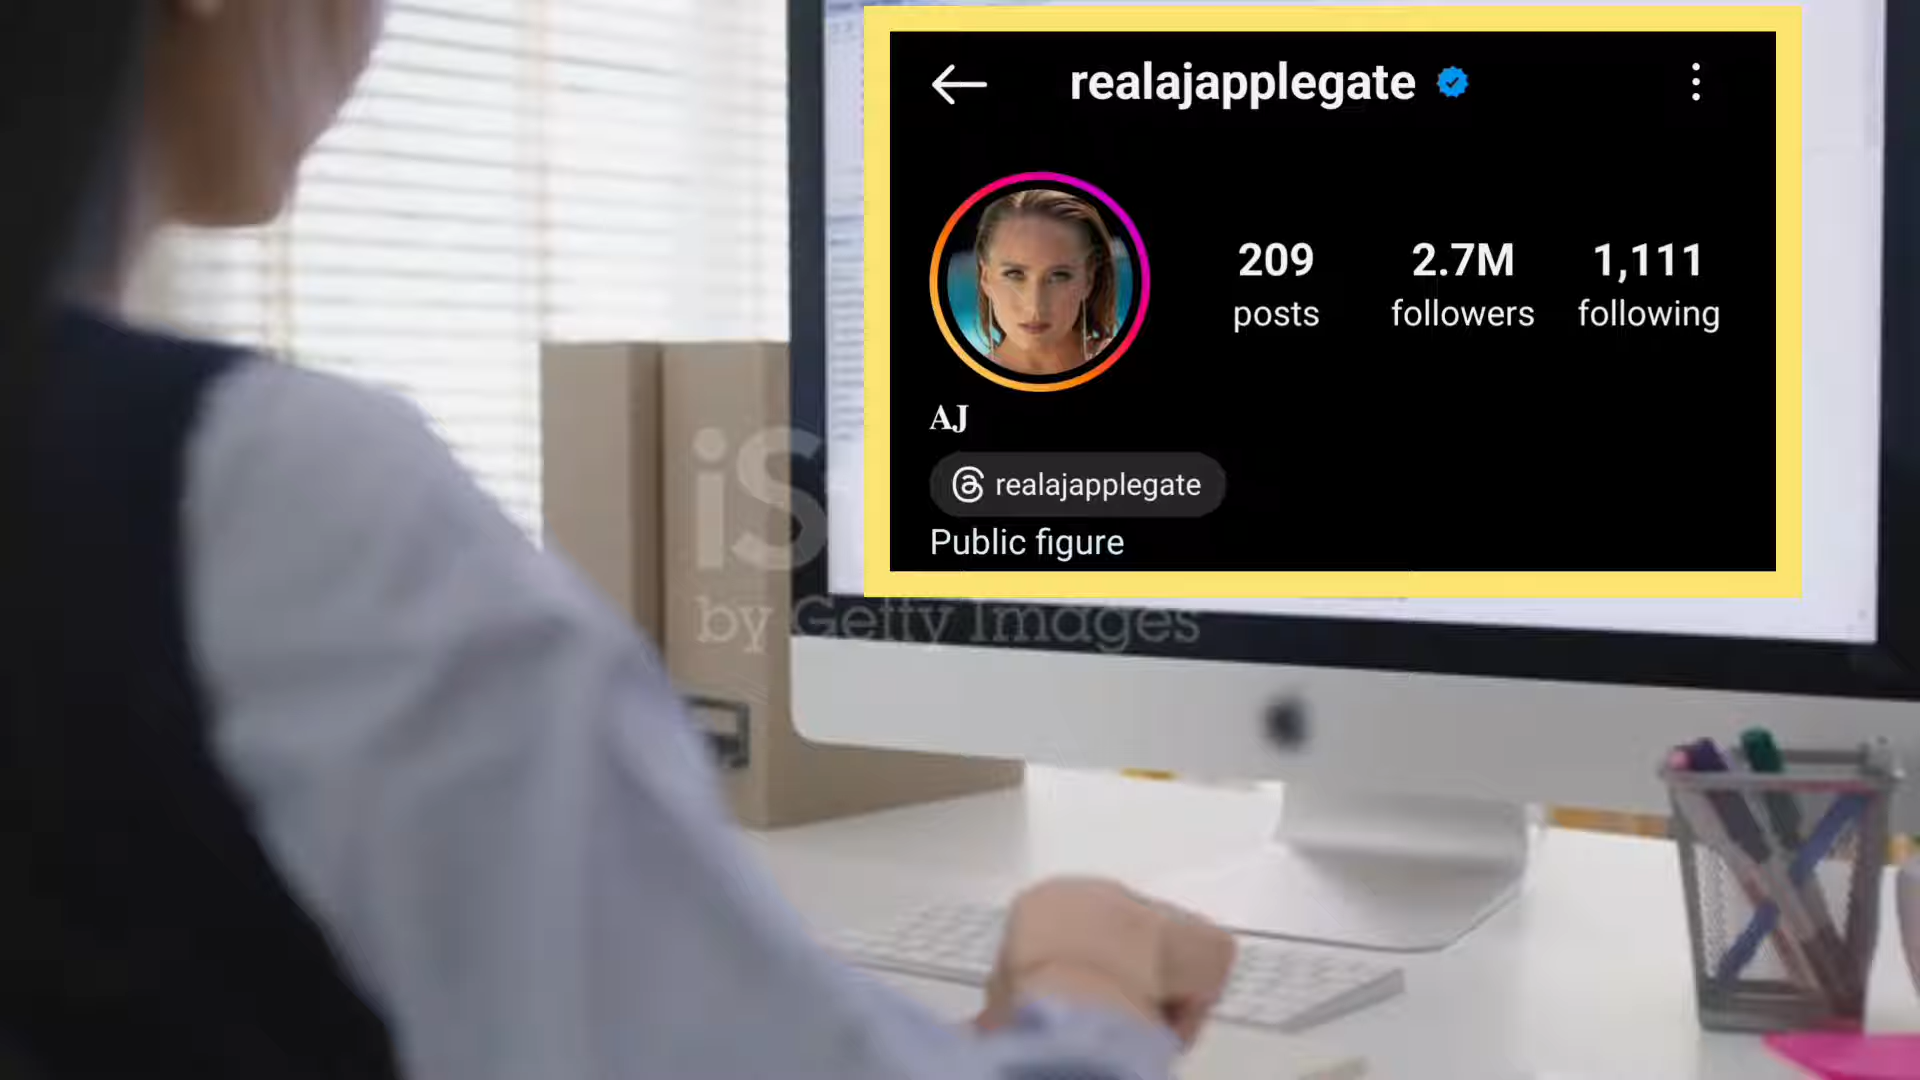 realajapplegate
209 2.7M 1,111
posts followers following
AJ
realajapplegate
Public figure
iS
by Getty Images